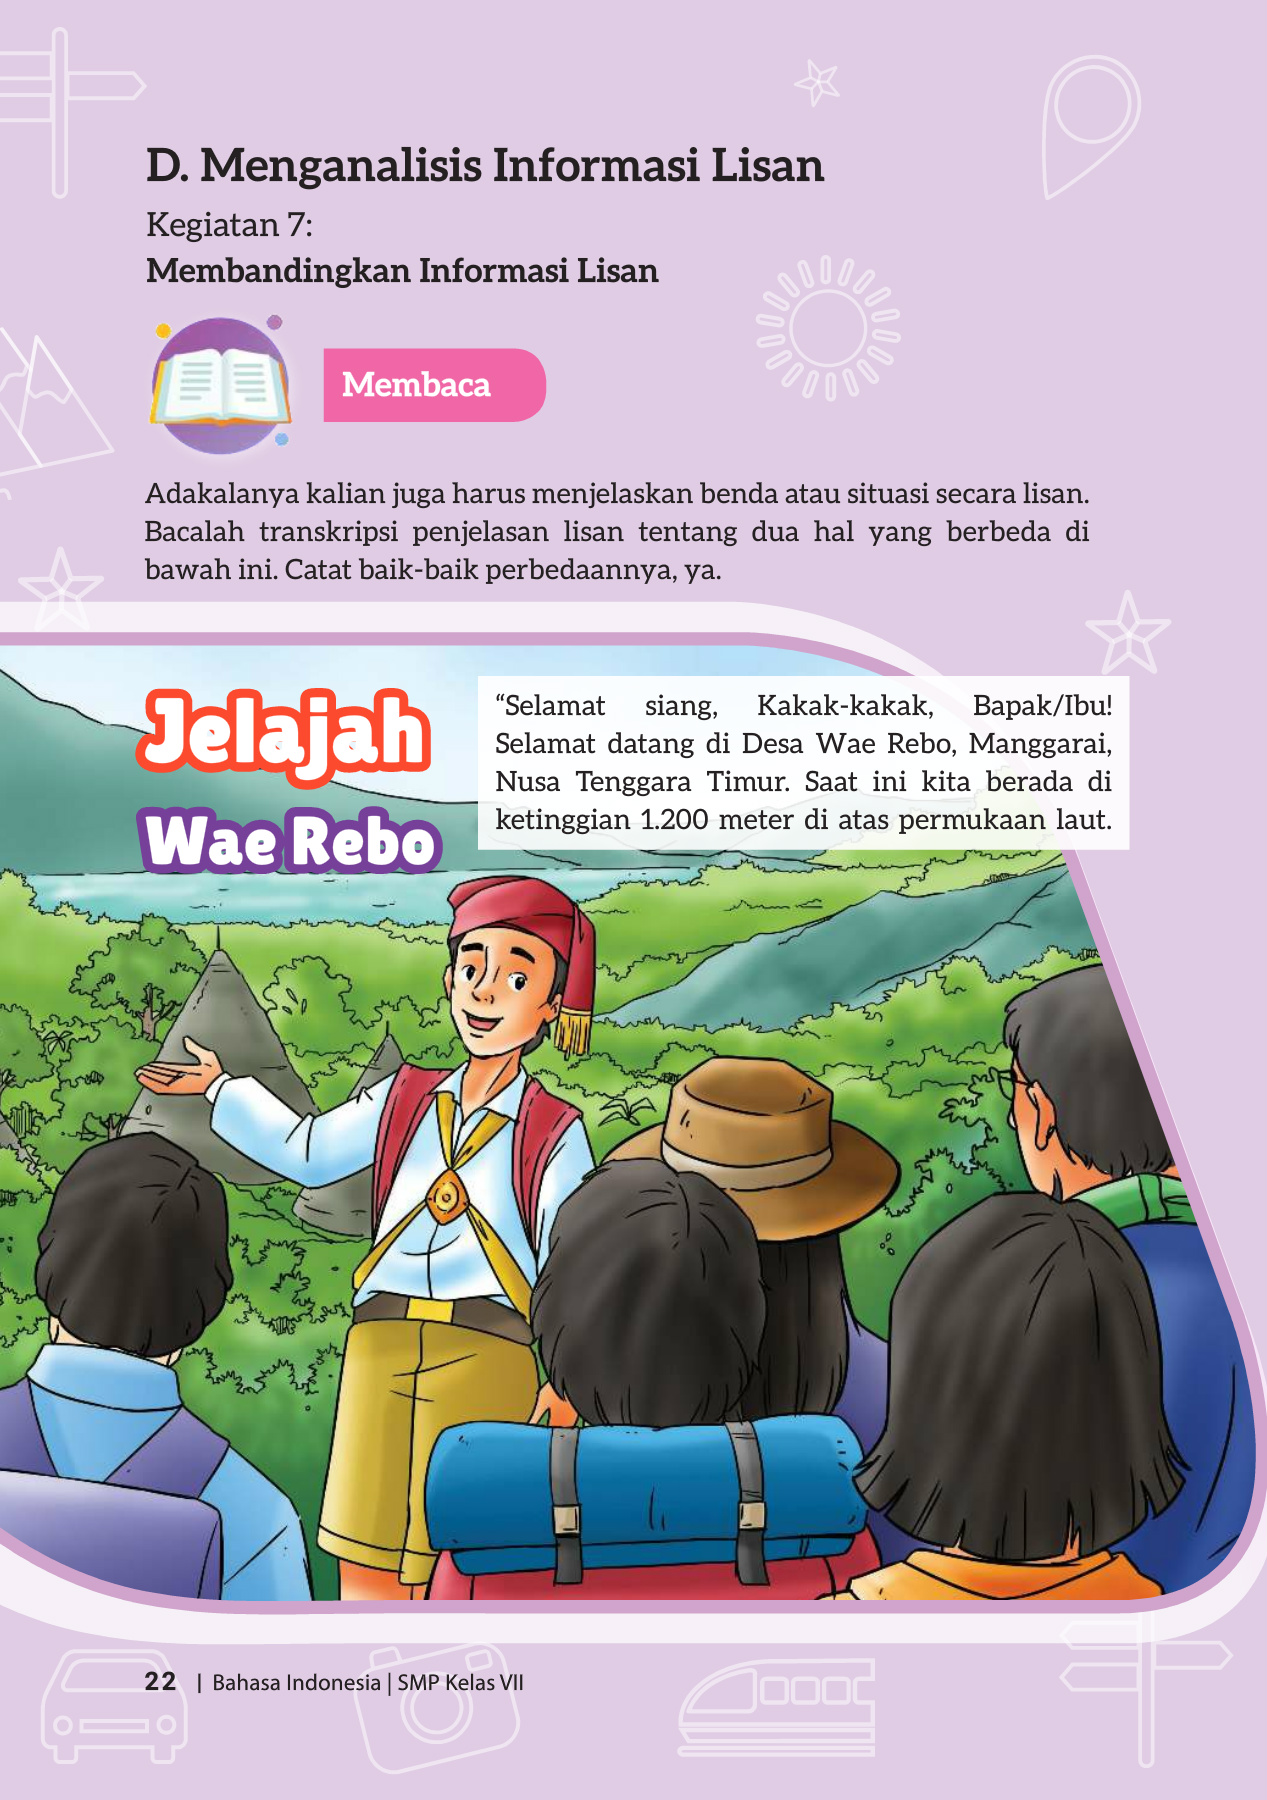 D. Menganalisis Informasi Lisan
Kegiatan 7:
Membandingkan Informasi Lisan
Membaca
Adakalanya kalian juga harus menjelaskan benda atau situasi secara lisan.
Bacalah transkripsi penjelasan lisan tentang dua hal yang berbeda di
bawah ini. Catat baik-baik perbedaannya, ya.
Jelajah
Wae Rebo
“Selamat siang, Kakak-kakak, Bapak/Ibu!
Selamat datang di Desa Wae Rebo, Manggarai,
Nusa Tenggara Timur. Saat ini kita berada di
ketinggian 1.200 meter di atas permukaan laut.
22 | Bahasa Indonesia | SMP Kelas VII